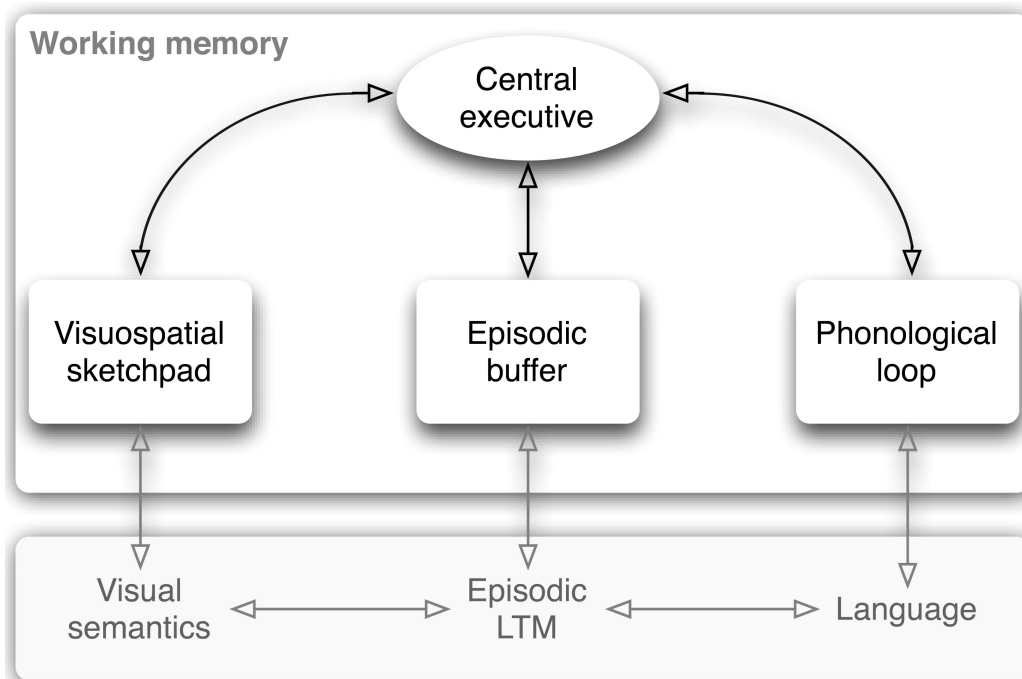 Working memory
Central
executive
Visuospatial
sketchpad
Episodic
buffer
Phonological
loop
Visual
semantics
Episodic
LTM
Language